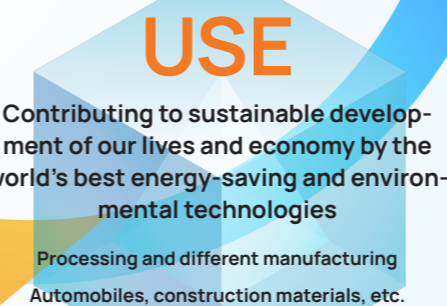 USE
Contributing to sustainable develop-
ment of our lives and economy by the
world's best energy-saving and environ-
mental technologies
Processing and different manufacturing
Automobiles, construction materials, etc.